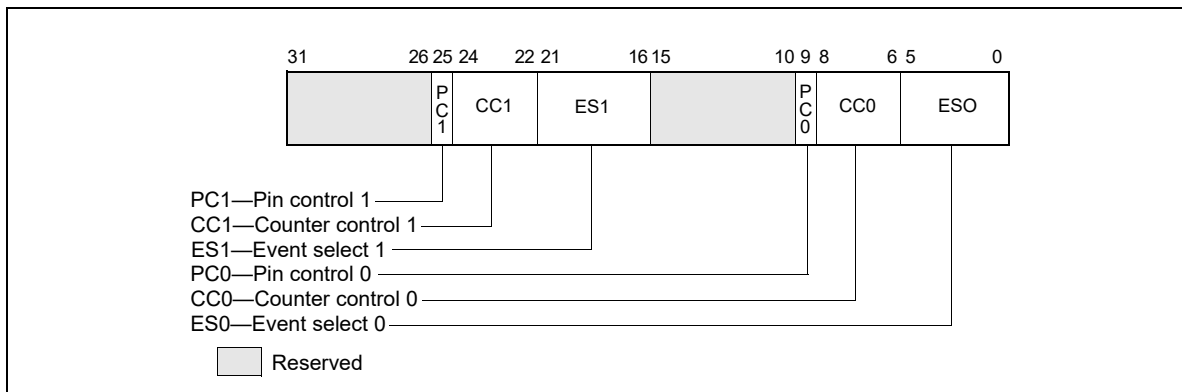 31 26 25 24 22 21 16 15 10 9 8 6 5 0
PC1 CC1 ES1 PC0 CC0 ESO
PC1—Pin control 1
CC1—Counter control 1
ES1—Event select 1
PC0—Pin control 0
CC0—Counter control 0
ES0—Event select 0
Reserved